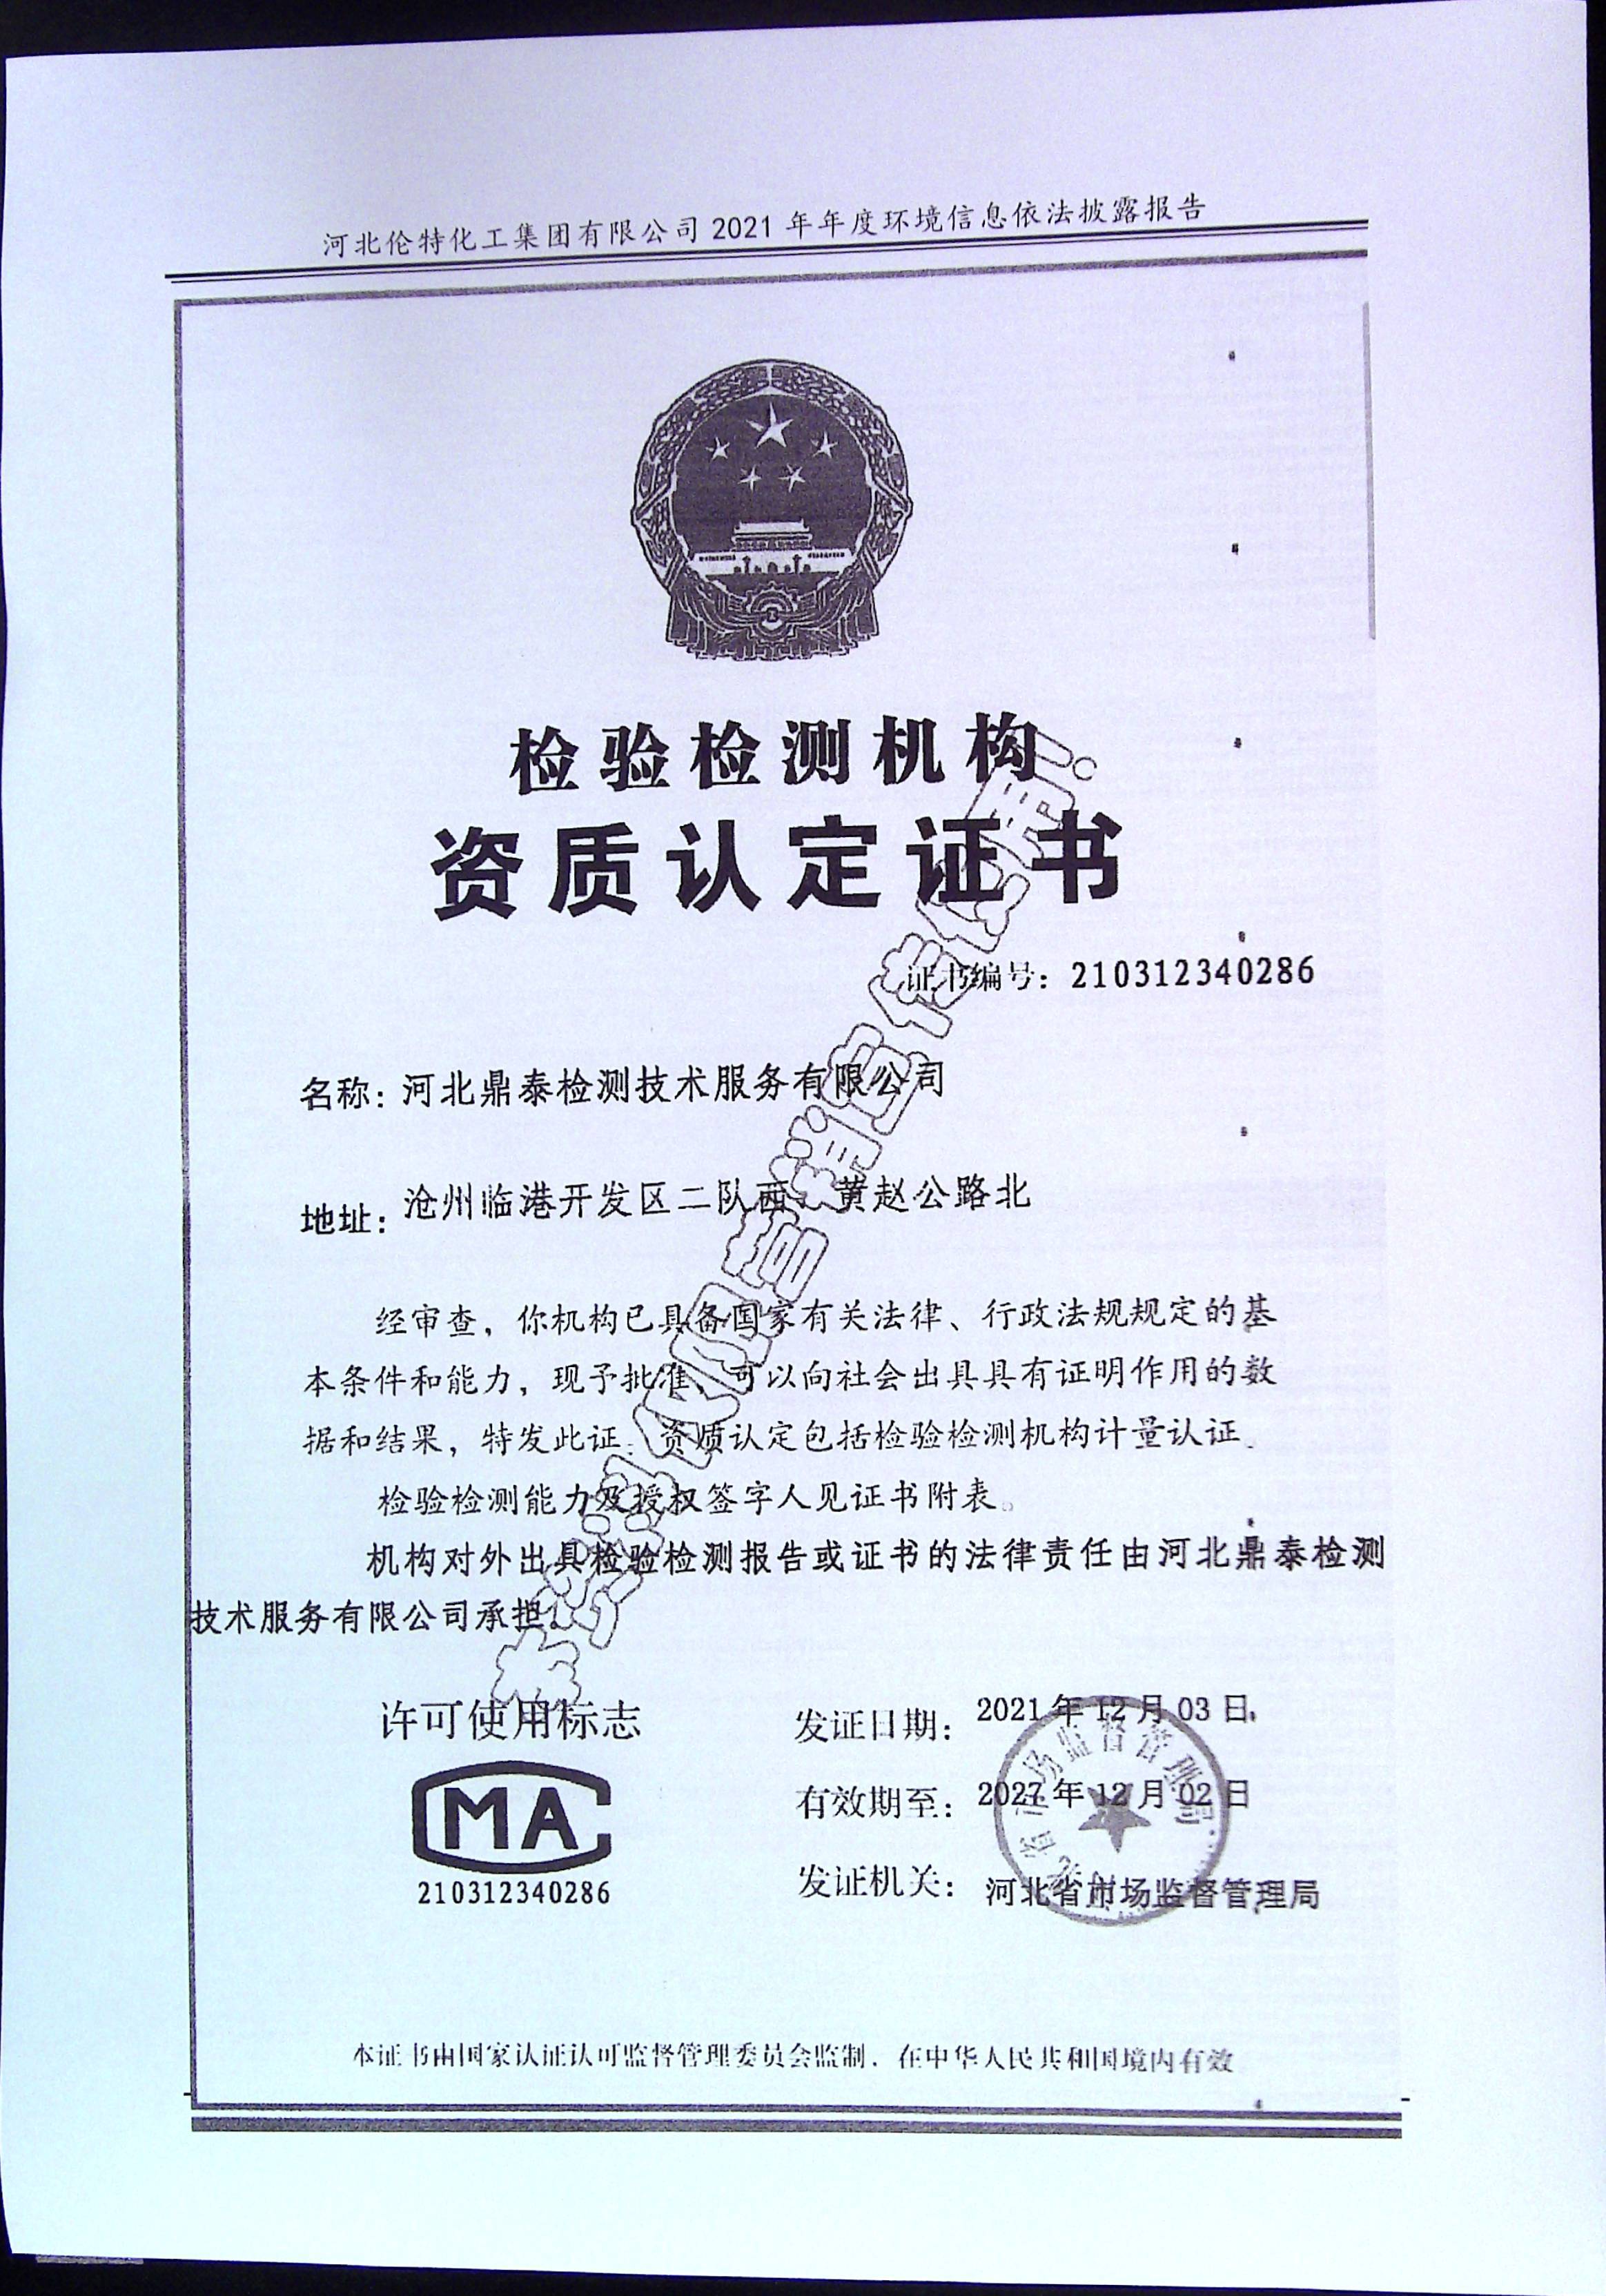 河北伦特化工集团有限公司 2021 年年度环境信息依法披露报告
检验检测机构
资质认定证书
证书编号：210312340286
名称：河北鼎泰检测技术服务有限公司
地址：沧州临港开发区二队西、黄赵公路北
经审查，你机构已具备国家有关法律、行政法规规定的基
本条件和能力，现予批准，可以向社会出具具有证明作用的数
据和结果，特发此证。资质认定包括检验检测机构计量认证。
检验检测能力及授权签字人见证书附表。
机构对外出具检验检测报告或证书的法律责任由河北鼎泰检测
技术服务有限公司承担。
许可使用标志
MA
210312340286
发证日期：2021 年 12 月 03 日
有效期至：2027 年 12 月 02 日
发证机关：河北省市场监督管理局
省市场监督管理局
本证书由国家认证认可监督管理委员会监制，在中华人民共和国境内有效